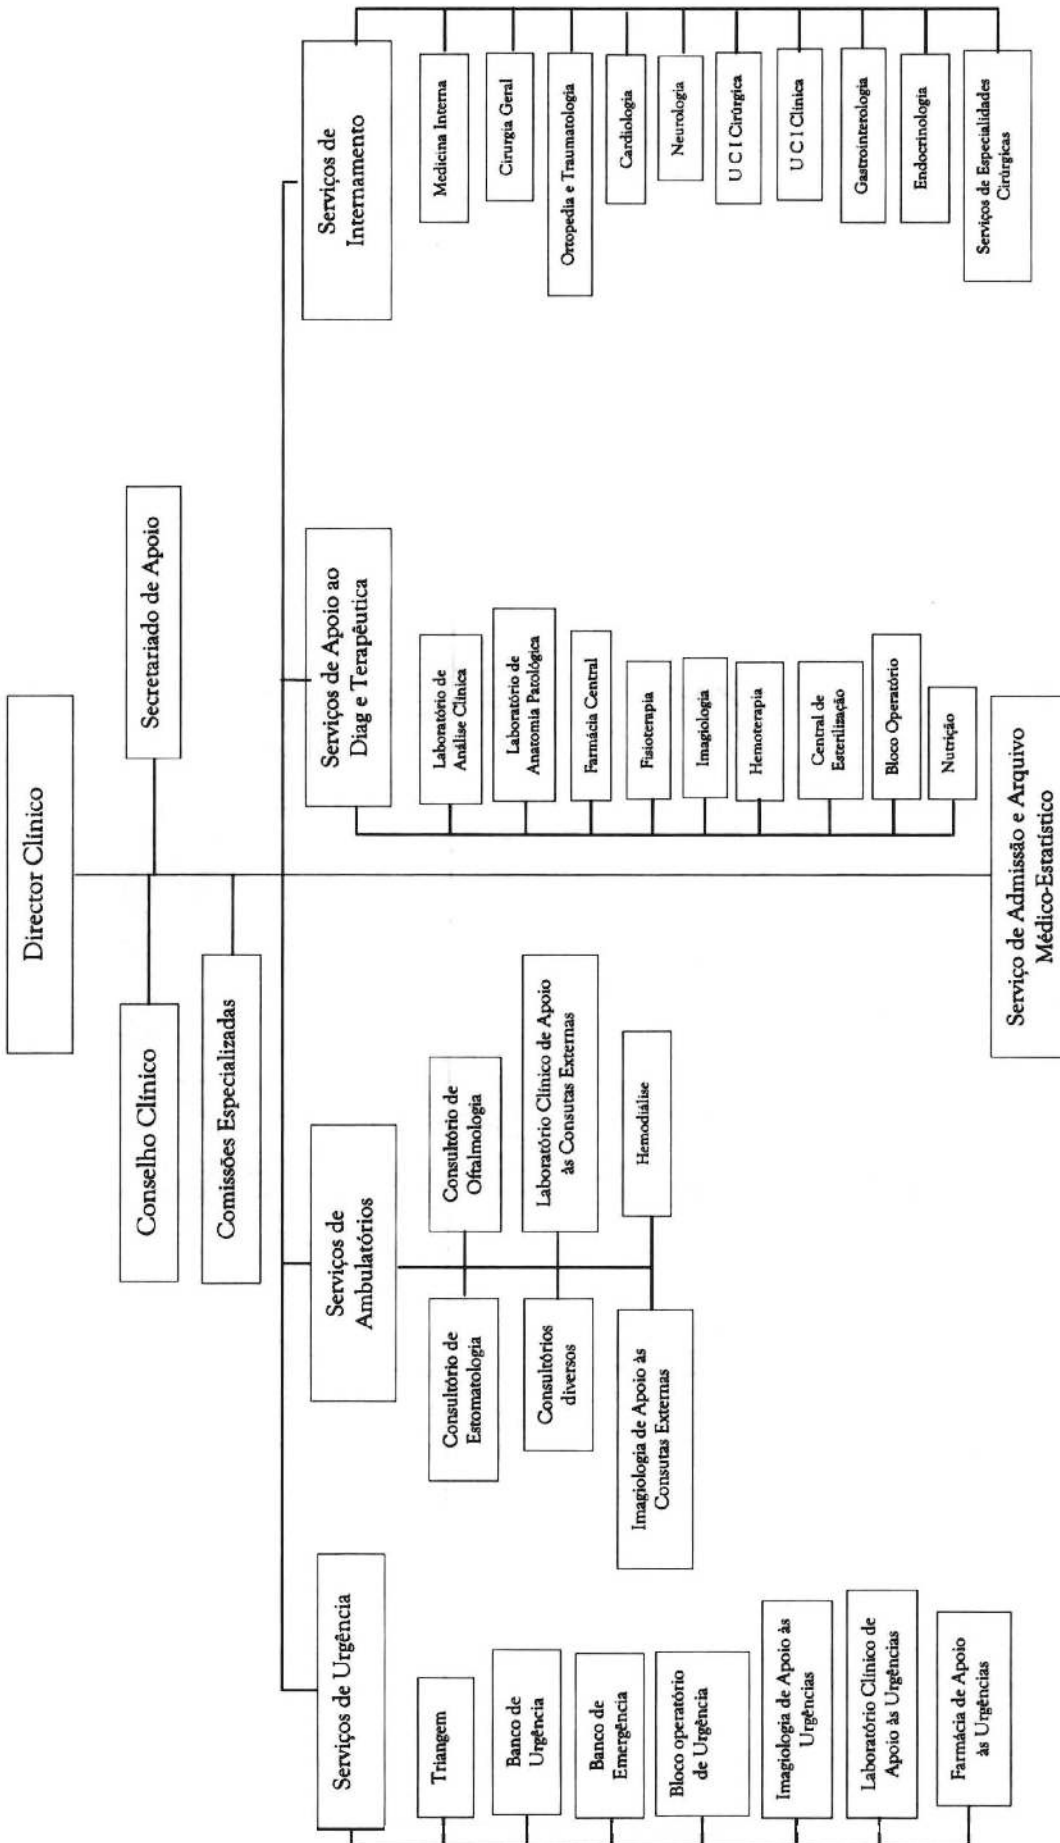 Director Clínico
Secretariado de Apoio
Conselho Clínico
Comissões Especializadas
Serviços de Urgência
Triangem
Banco de
Urgência
Banco de
Emergência
Bloco operatório
de Urgência
Imagiologia de Apoio às
Urgências
Laboratório Clínico de
Apoio às Urgências
Farmácia de Apoio
às Urgências
Serviços de
Ambulatórios
Consultório de
Estomatologia
Consultório de
Oftalmologia
Consultórios
diversos
Laboratório Clínico de Apoio
às Consutas Externas
Imagiologia de Apoio às
Consutas Externas
Hemodiálise
Serviços de Apoio ao
Diag e Terapêutica
Laboratório de
Análise Clínica
Laboratório de
Anatomia Patológica
Farmácia Central
Fisioterapia
Imagiologia
Hemoterapia
Central de
Esterilização
Bloco Operatório
Nutrição
Serviços de
Internamento
Medicina Interna
Cirurgia Geral
Ortopedia e Traumatologia
Cardiologia
Neurologia
U C I Cirúrgica
U C I Clínica
Gastrointerologia
Endocrinologia
Serviços de Especialidades
Cirúrgicas
Serviço de Admissão e Arquivo
Médico-Estatístico